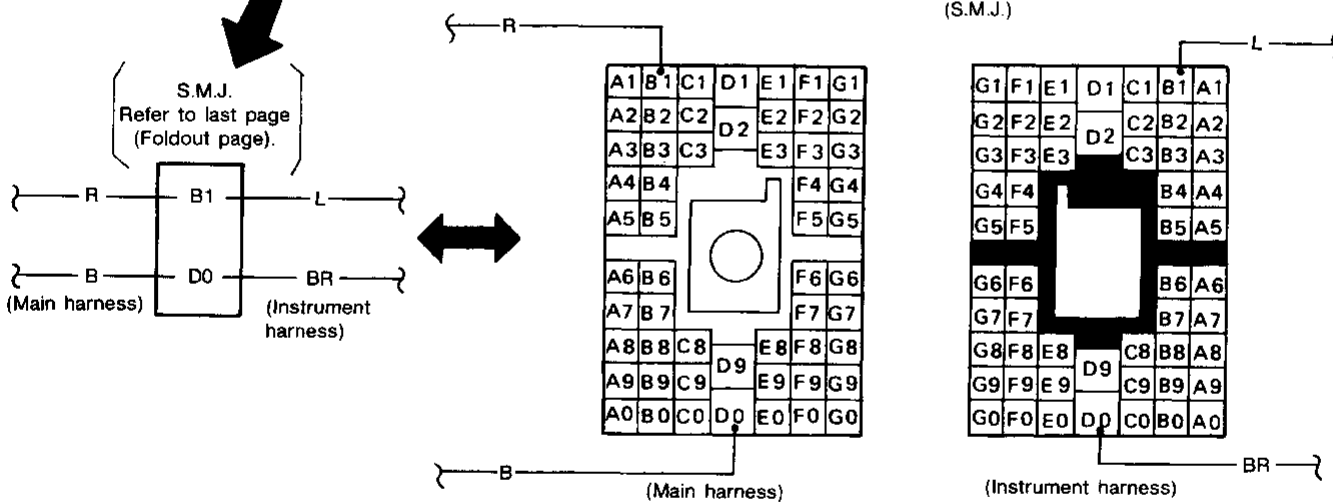 S.M.J.
Refer to last page
(Foldout page).
R B1 L
B D0 BR
(Main harness) (Instrument
harness)
R
A1 B1 C1 D1 E1 F1 G1
A2 B2 C2 D2 E2 F2 G2
A3 B3 C3 E3 F3 G3
A4 B4 F4 G4
A5 B5 F5 G5
A6 B6 F6 G6
A7 B7 F7 G7
A8 B8 C8 E8 F8 G8
D9
A9 B9 C9 E9 F9 G9
A0 B0 C0 D0 E0 F0 G0
B
(Main harness)
(S.M.J.)
L
G1 F1 E1 D1 C1 B1 A1
G2 F2 E2 D2 C2 B2 A2
G3 F3 E3 C3 B3 A3
G4 F4 B4 A4
G5 F5 B5 A5
G6 F6 B6 A6
G7 F7 B7 A7
G8 F8 E8 C8 B8 A8
D9
G9 F9 E9 C9 B9 A9
G0 F0 E0 D0 C0 B0 A0
BR
(Instrument harness)